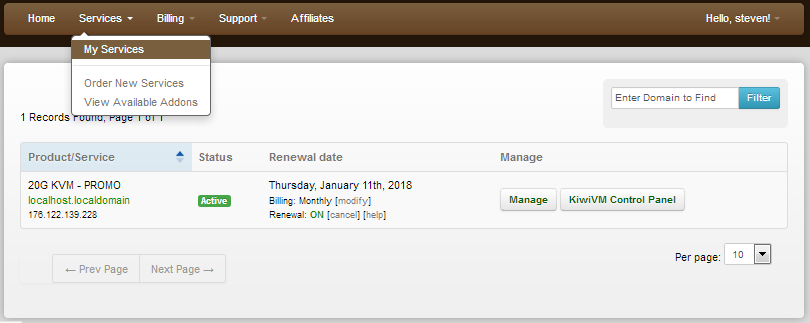 Home Services Billing Support Affiliates Hello, steven!
My Services
Order New Services
View Available Addons
Enter Domain to Find Filter
1 Records Found, Page 1 of 1
Product/Service Status Renewal date Manage
20G KVM - PROMO Thursday, January 11th, 2018
localhost.localdomain Active Billing: Monthly [modify] Manage KiwiVM Control Panel
176.122.139.228 Renewal: ON [cancel] [help]
← Prev Page Next Page → Per page: 10